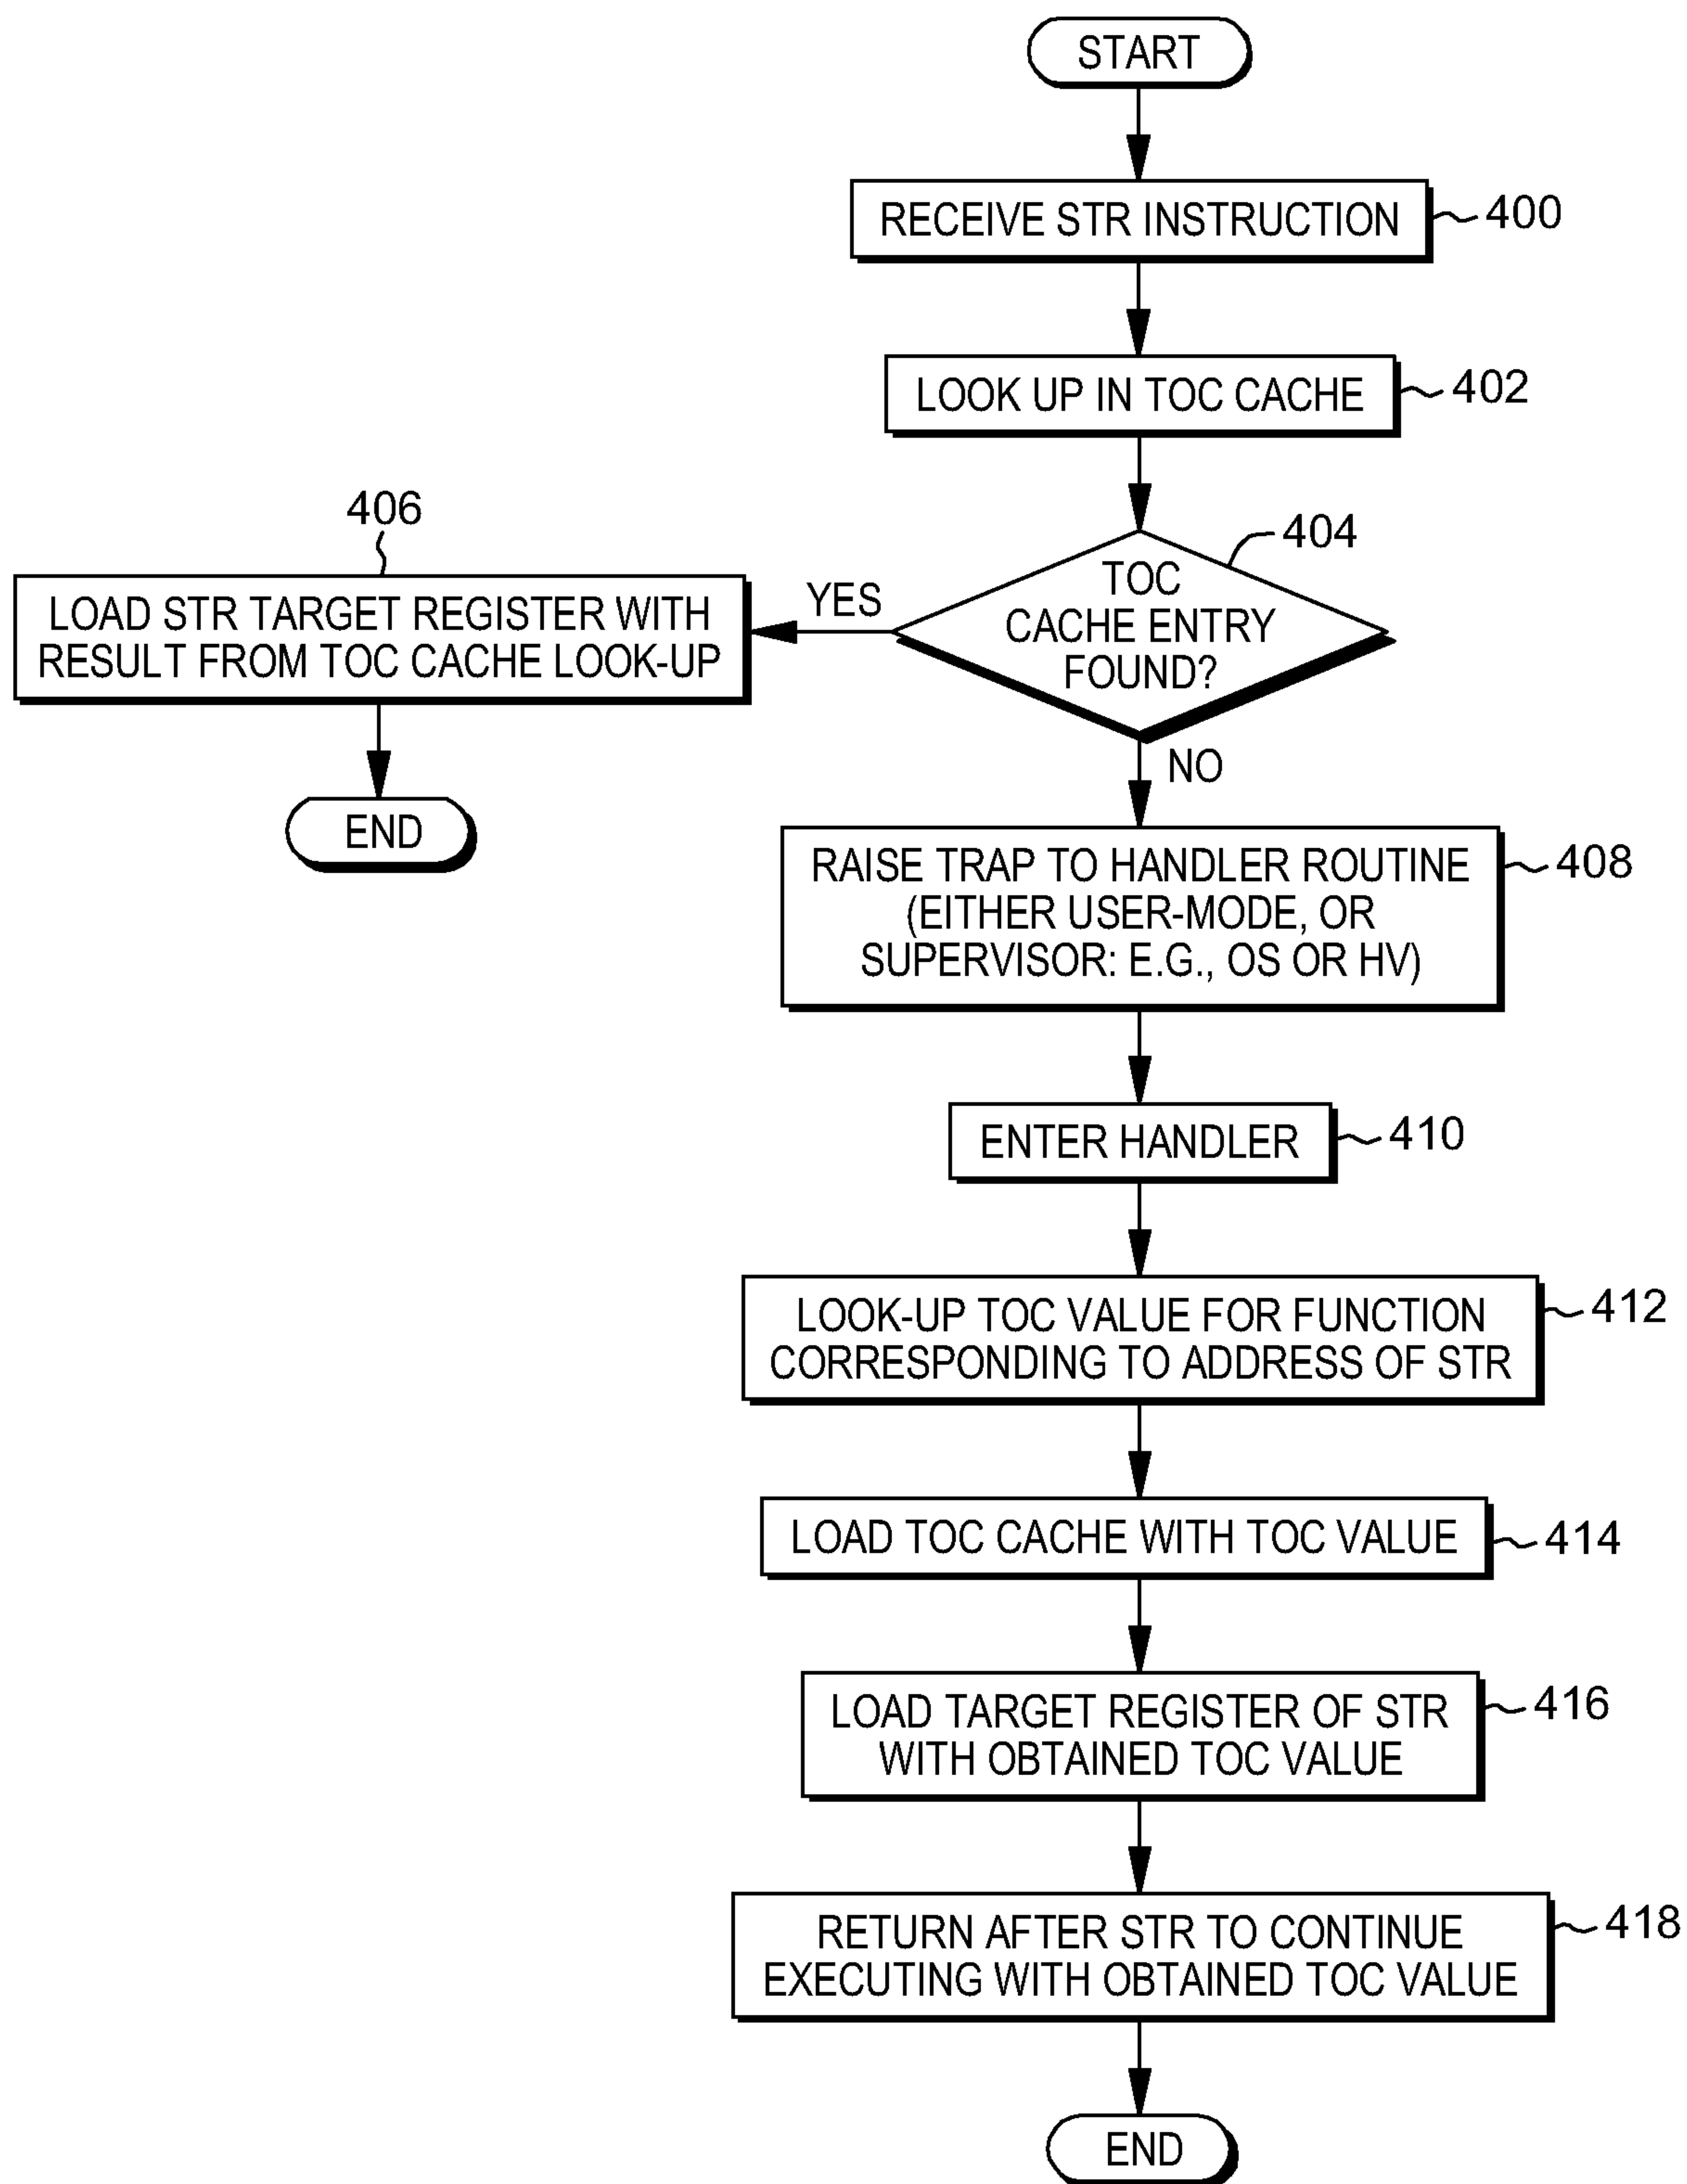 START
RECEIVE STR INSTRUCTION
400
LOOK UP IN TOC CACHE
402
404
TOC
CACHE ENTRY
FOUND?
YES
406
LOAD STR TARGET REGISTER WITH
RESULT FROM TOC CACHE LOOK-UP
END
NO
RAISE TRAP TO HANDLER ROUTINE
(EITHER USER-MODE, OR
SUPERVISOR: E.G., OS OR HV)
408
ENTER HANDLER
410
LOOK-UP TOC VALUE FOR FUNCTION
CORRESPONDING TO ADDRESS OF STR
412
LOAD TOC CACHE WITH TOC VALUE
414
LOAD TARGET REGISTER OF STR
WITH OBTAINED TOC VALUE
416
RETURN AFTER STR TO CONTINUE
EXECUTING WITH OBTAINED TOC VALUE
418
END